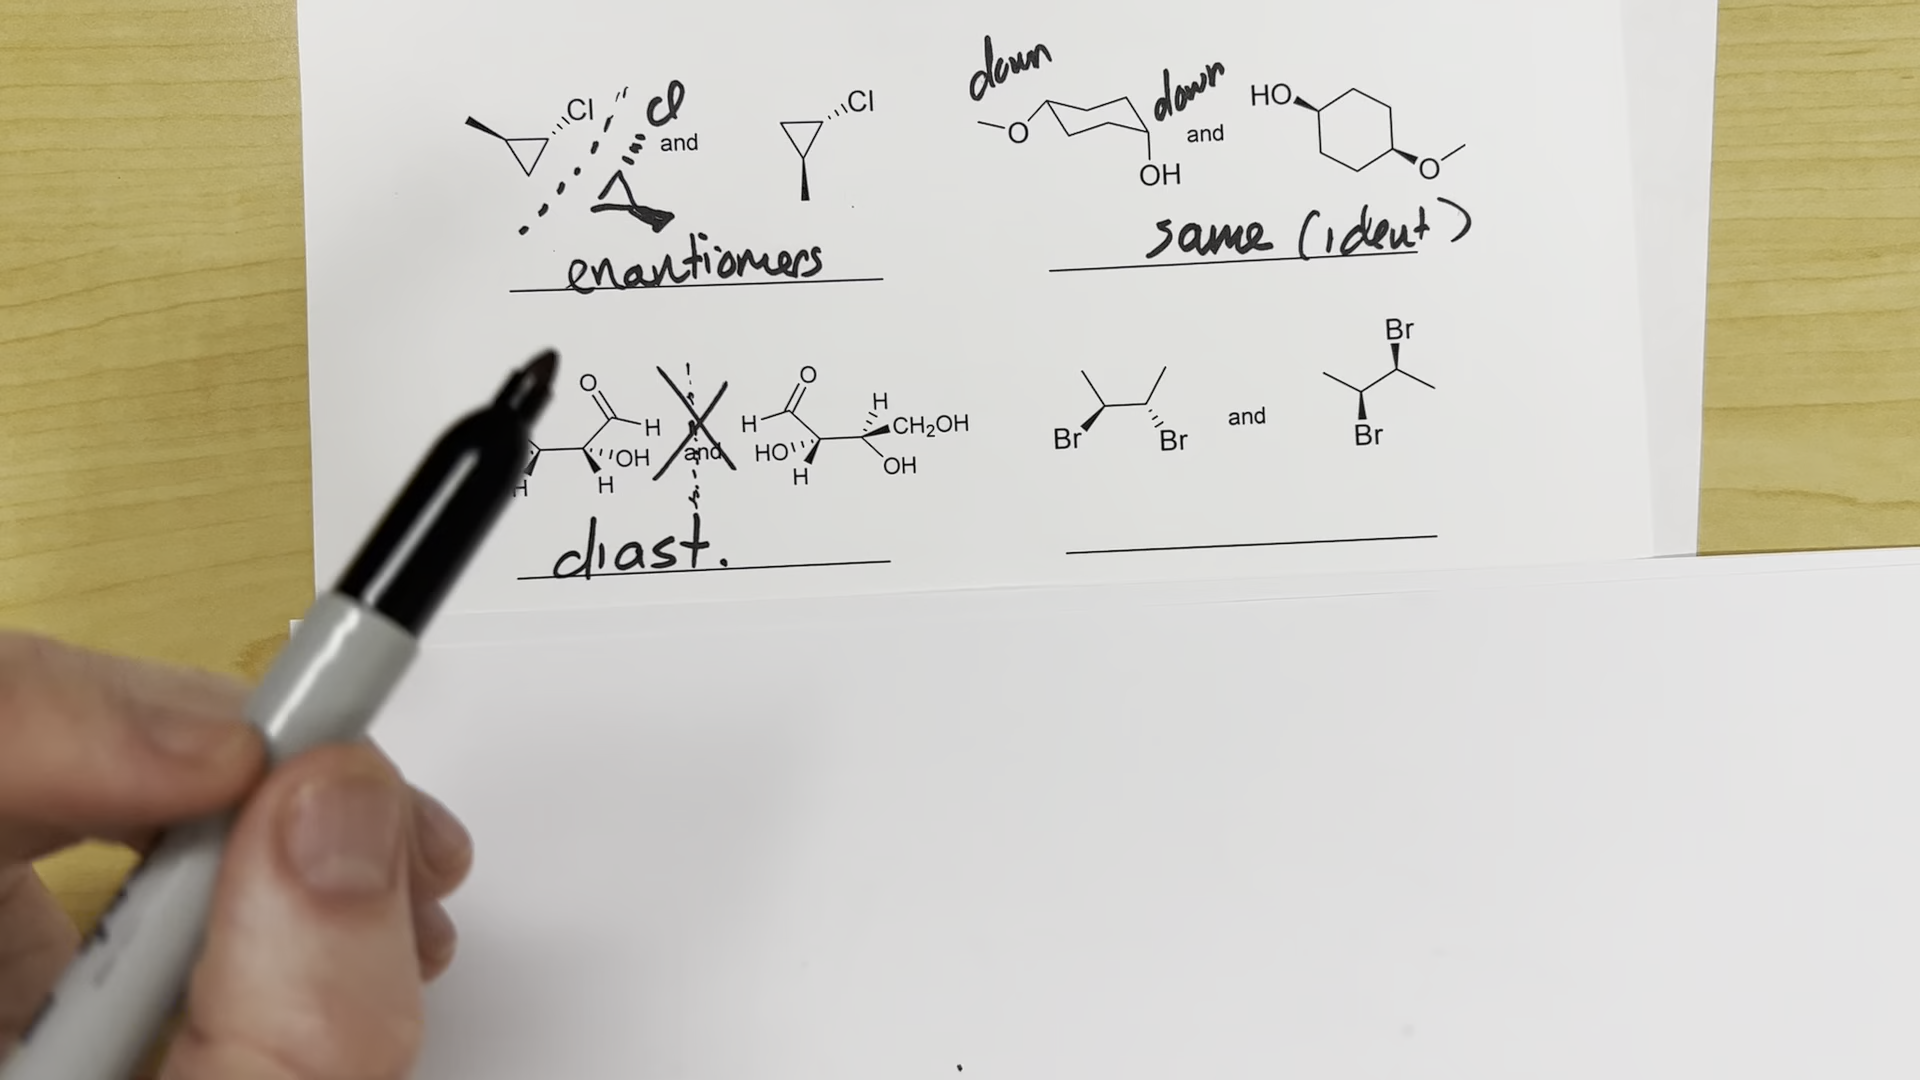 down
Cl Cl Cl down HO
and O and
OH O
enantiomers same (ident)
Br
O O
H H H CH₂OH
OH and HO and
H H H OH Br Br Br
diast.